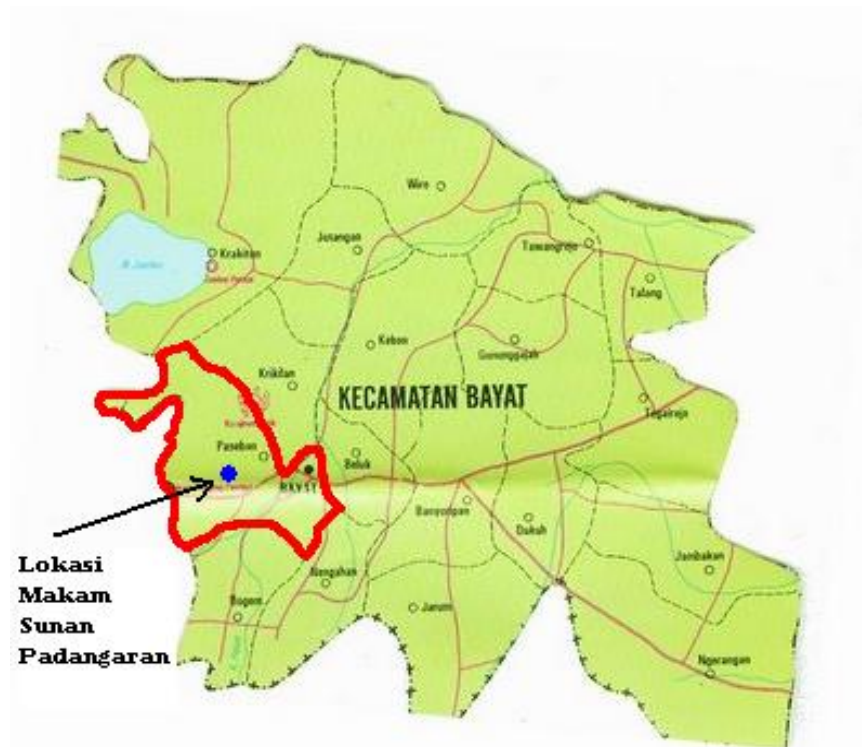 Wiro
Jusangan
Krakitan
Tawangrejo
Talang
Kebon
Gununggajah
Krikilan
KECAMATAN BAYAT
Tegalrejo
Paseban
Beluk
BAYAT
Banyuripan
Dukuh
Lokasi
Makam
Sunan
Padangaran
Nengahan
Jambakan
Bogem
Jarum
Ngerangan